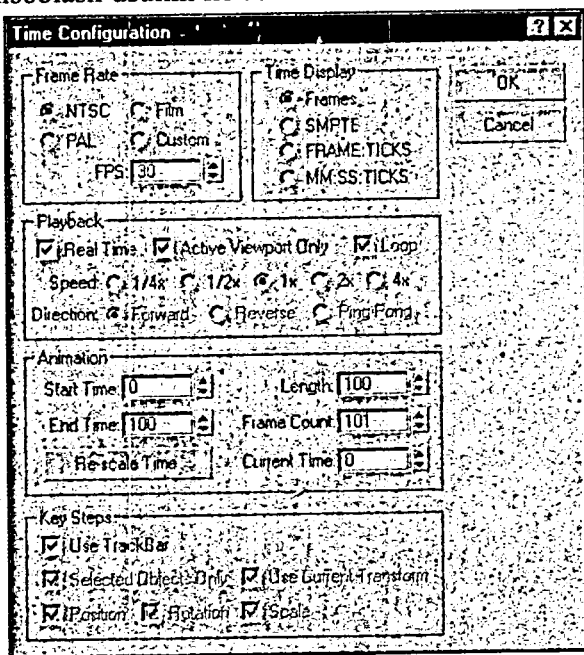 Time Configuration
Frame Rate
NTSC Film
PAL Custom
FPS: 30
Time Display
Frames
SMPTE
FRAME:TICKS
MM:SS:TICKS
OK
Cancel
Playback
Real Time Active Viewport Only Loop
Speed: 1/4x 1/2x 1x 2x 4x
Direction: Forward Reverse Ping-Pong
Animation
Start Time: 0 Length: 100
End Time: 100 Frame Count: 101
Re-scale Time Current Time: 0
Key Steps
Use TrackBar
Selected Objects Only Use Current Transform
Position Rotation Scale